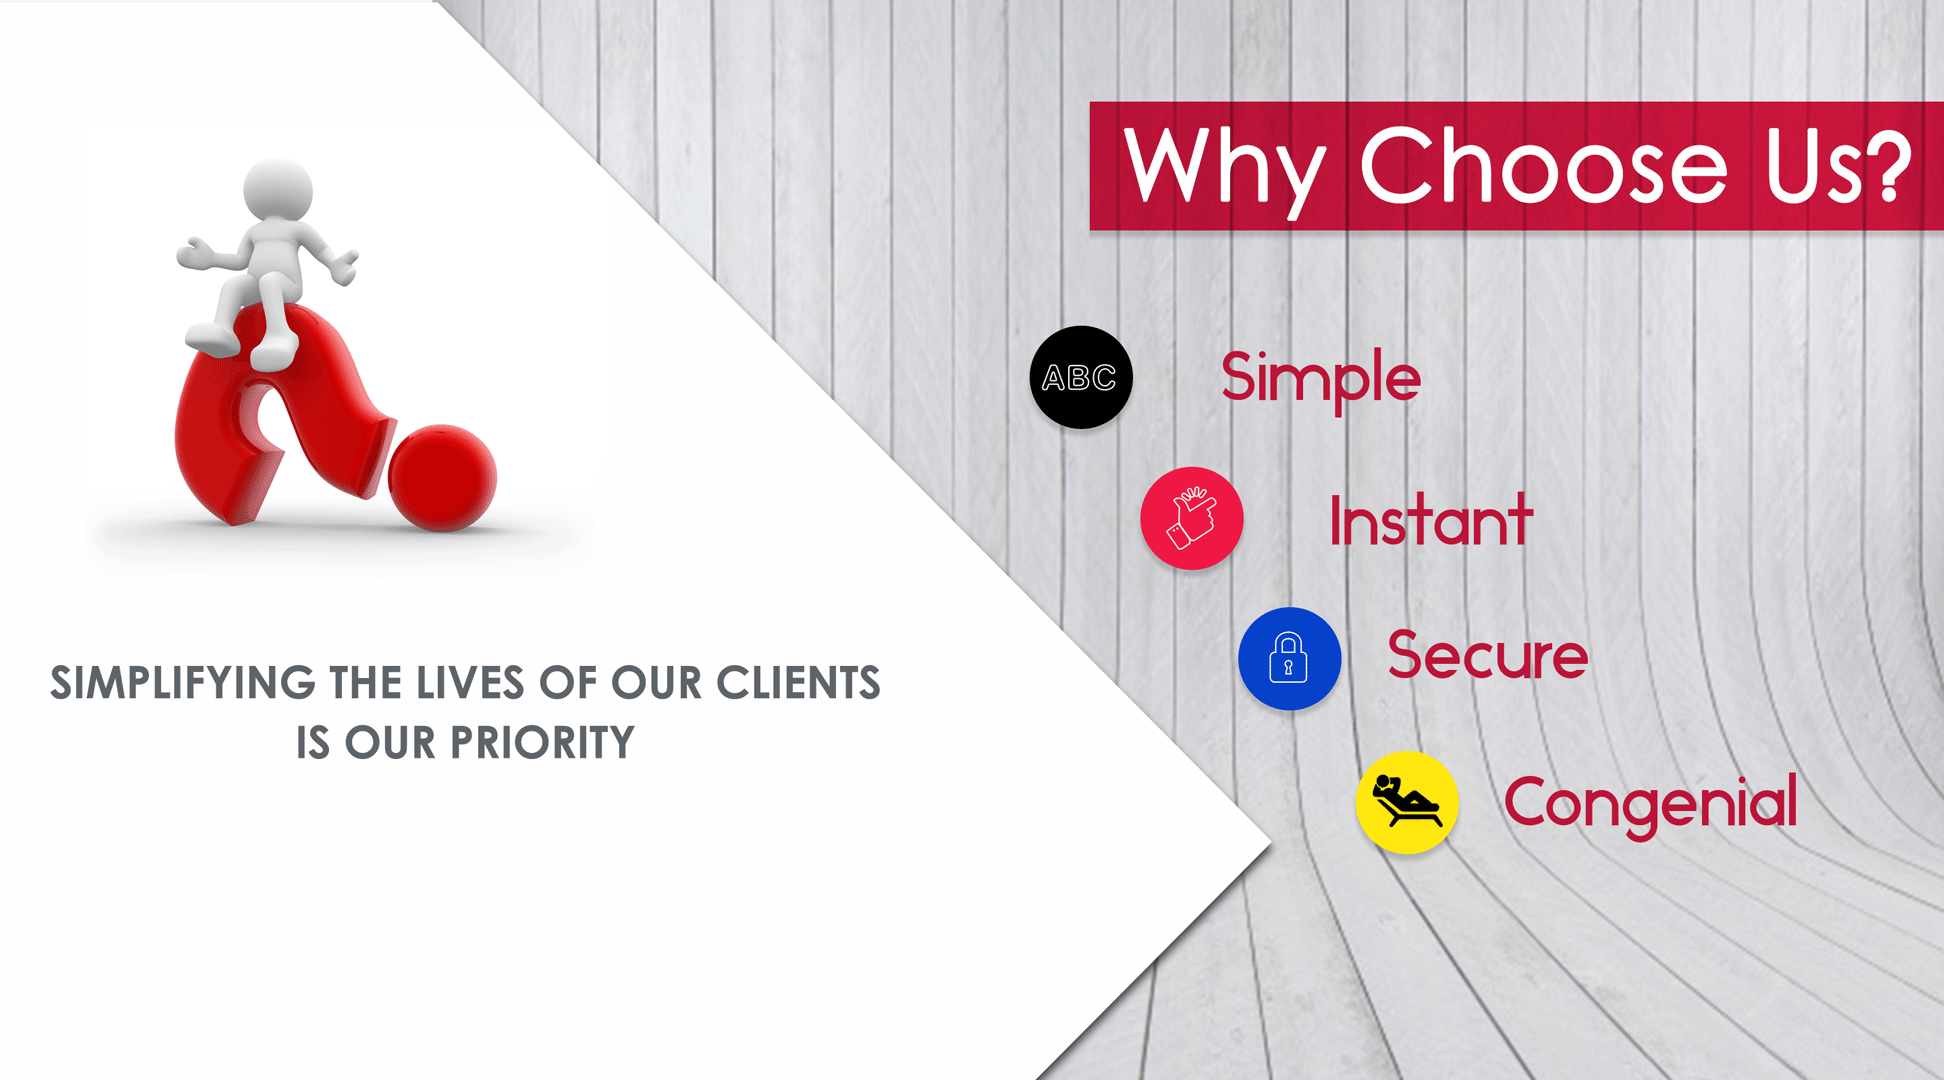 Why Choose Us?
ABC
Simple
Instant
Secure
Congenial
SIMPLIFYING THE LIVES OF OUR CLIENTS
IS OUR PRIORITY